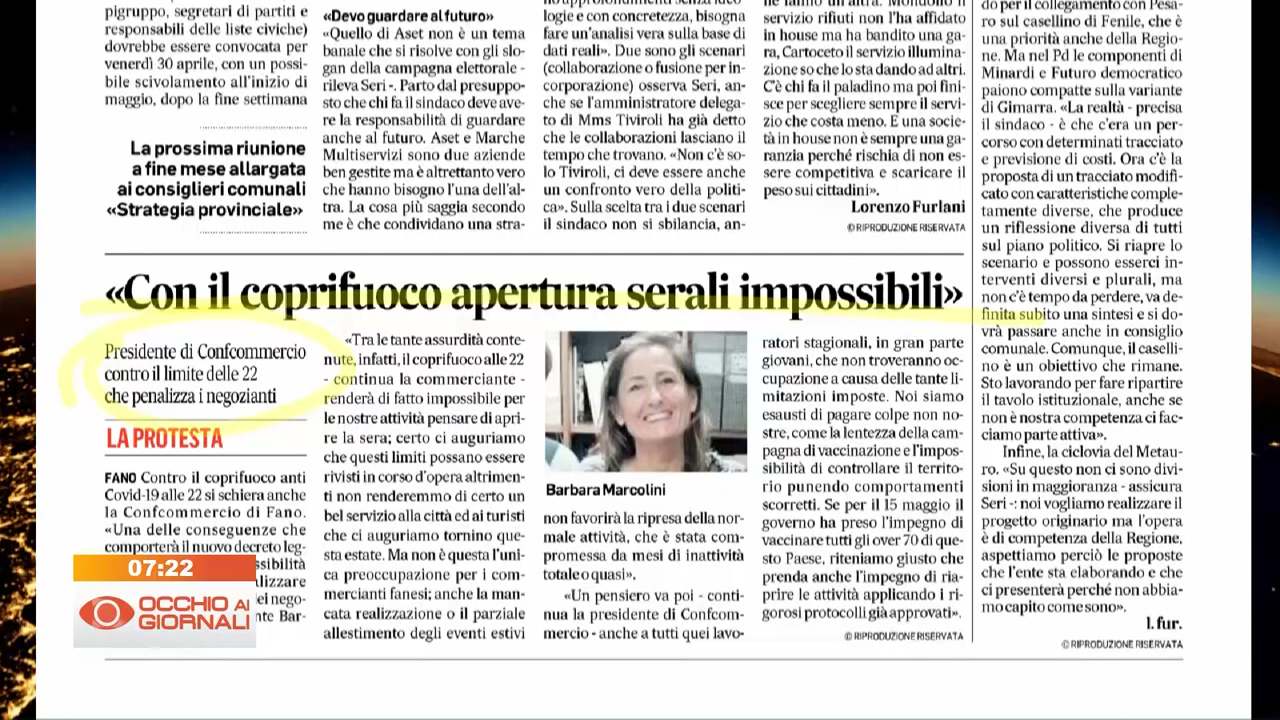 pigruppo, segretari di partiti e
responsabili delle liste civiche)
dovrebbe essere convocata per
venerdì 30 aprile, con un possi-
bile scivolamento all'inizio di
maggio, dopo la fine settimana
La prossima riunione
a fine mese allargata
ai consiglieri comunali
«Strategia provinciale»
«Devo guardare al futuro»
«Quello di Aset non è un tema
banale che si risolve con gli slo-
gan della campagna elettorale -
rileva Seri -. Parto dal presuppo-
sto che chi fa il sindaco deve ave-
re la responsabilità di guardare
anche al futuro. Aset e Marche
Multiservizi sono due aziende
ben gestite ma è altrettanto vero
che hanno bisogno l'una dell'al-
tra. La cosa più saggia secondo
me è che condividano una stra-
logie e con concretezza, bisogna
fare un'analisi vera sulla base di
dati reali». Due sono gli scenari
(collaborazione o fusione per in-
corporazione) osserva Seri, an-
che se l'amministratore delega-
to di Mms Tiviroli ha già detto
che le collaborazioni lasciano il
tempo che trovano. «Non c'è so-
lo Tiviroli, ci deve essere anche
un confronto vero della politi-
ca». Sulla scelta tra i due scenari
il sindaco non si sbilancia, an-
servizio rifiuti non l'ha affidato
in house ma ha bandito una ga-
ra, Cartoceto il servizio illumina-
zione so che lo sta dando ad altri.
C'è chi fa il paladino ma poi fini-
sce per scegliere sempre il servi-
zio che costa meno. E una socie-
tà in house non è sempre una ga-
ranzia perché rischia di non es-
sere competitiva e scaricare il
peso sui cittadini».
Lorenzo Furlani
© RIPRODUZIONE RISERVATA
do per il collegamento con Pesa-
ro sul casellino di Fenile, che è
una priorità anche della Regio-
ne. Ma nel Pd le componenti di
Minardi e Futuro democratico
paiono compatte sulla variante
di Gimarra. «La realtà - precisa
il sindaco - è che c'era un per-
corso con determinati tracciato
e previsione di costi. Ora c'è la
proposta di un tracciato modifi-
cato con caratteristiche comple-
tamente diverse, che produce
un riflessione diversa di tutti
sul piano politico. Si riapre lo
scenario e possono esserci in-
terventi diversi e plurali, ma
non c'è tempo da perdere, va de-
finita subito una sintesi e si do-
vrà passare anche in consiglio
comunale. Comunque, il caselli-
no è un obiettivo che rimane.
Sto lavorando per fare ripartire
il tavolo istituzionale, anche se
non è nostra competenza ci fac-
ciamo parte attiva».
Infine, la ciclovia del Metau-
ro. «Su questo non ci sono divi-
sioni in maggioranza - assicura
Seri -: noi vogliamo realizzare il
progetto originario ma l'opera
è di competenza della Regione,
aspettiamo perciò le proposte
che l'ente sta elaborando e che
ci presenterà perché non abbia-
mo capito come sono».
l. fur.
© RIPRODUZIONE RISERVATA
«Con il coprifuoco apertura serali impossibili»
Presidente di Confcommercio
contro il limite delle 22
che penalizza i negozianti
LA PROTESTA
FANO Contro il coprifuoco anti
Covid-19 alle 22 si schiera anche
la Confcommercio di Fano.
«Una delle conseguenze che
comporterà il nuovo decreto leg-
ssibilità
lizzare
ei nego-
nte Bar-
«Tra le tante assurdità conte-
nute, infatti, il coprifuoco alle 22
- continua la commerciante -
renderà di fatto impossibile per
le nostre attività pensare di apri-
re la sera; certo ci auguriamo
che questi limiti possano essere
rivisti in corso d'opera altrimen-
ti non renderemo di certo un
bel servizio alla città ed ai turisti
che ci auguriamo tornino que-
sta estate. Ma non è questa l'uni-
ca preoccupazione per i com-
mercianti fanesi; anche la man-
cata realizzazione o il parziale
allestimento degli eventi estivi
Barbara Marcolini
non favorirà la ripresa della nor-
male attività, che è stata com-
promessa da mesi di inattività
totale o quasi».
«Un pensiero va poi - conti-
nua la presidente di Confcom-
mercio - anche a tutti quei lavo-
ratori stagionali, in gran parte
giovani, che non troveranno oc-
cupazione a causa delle tante li-
mitazioni imposte. Noi siamo
esausti di pagare colpe non no-
stre, come la lentezza della cam-
pagna di vaccinazione e l'impos-
sibilità di controllare il territo-
rio punendo comportamenti
scorretti. Se per il 15 maggio il
governo ha preso l'impegno di
vaccinare tutti gli over 70 di que-
sto Paese, riteniamo giusto che
prenda anche l'impegno di ria-
prire le attività applicando i ri-
gorosi protocolli già approvati».
© RIPRODUZIONE RISERVATA
07:22
OCCHIO AI
GIORNALI